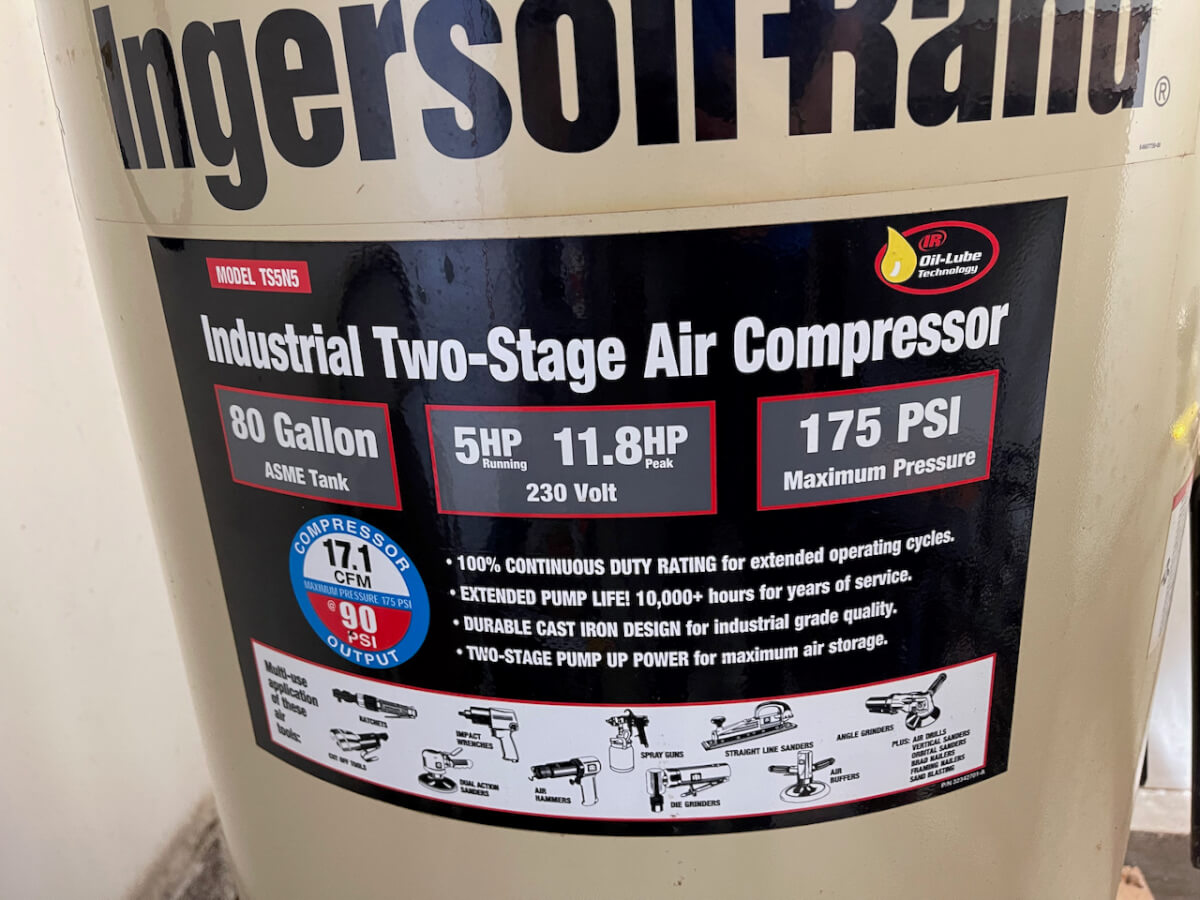 Ingersoll-Rand®
MODEL TS5N5
IR
Oil-Lube
Technology
Industrial Two-Stage Air Compressor
80 Gallon
ASME Tank
5HP Running 11.8HP Peak
230 Volt
175 PSI
Maximum Pressure
COMPRESSOR
17.1
CFM
MAXIMUM PRESSURE 175 PSI
@ 90
PSI
OUTPUT
• 100% CONTINUOUS DUTY RATING for extended operating cycles.
• EXTENDED PUMP LIFE! 10,000+ hours for years of service.
• DURABLE CAST IRON DESIGN for industrial grade quality.
• TWO-STAGE PUMP UP POWER for maximum air storage.
Multi-use
application
of these
air
tools:
RATCHETS
CUT OFF TOOLS
IMPACT
WRENCHES
DUAL ACTION
SANDERS
AIR
HAMMERS
SPRAY GUNS
DIE GRINDERS
STRAIGHT LINE SANDERS
AIR
BUFFERS
ANGLE GRINDERS
PLUS: AIR DRILLS
VERTICAL SANDERS
ORBITAL SANDERS
BRAD NAILERS
FRAMING NAILERS
SAND BLASTING
P/N 32342701-A